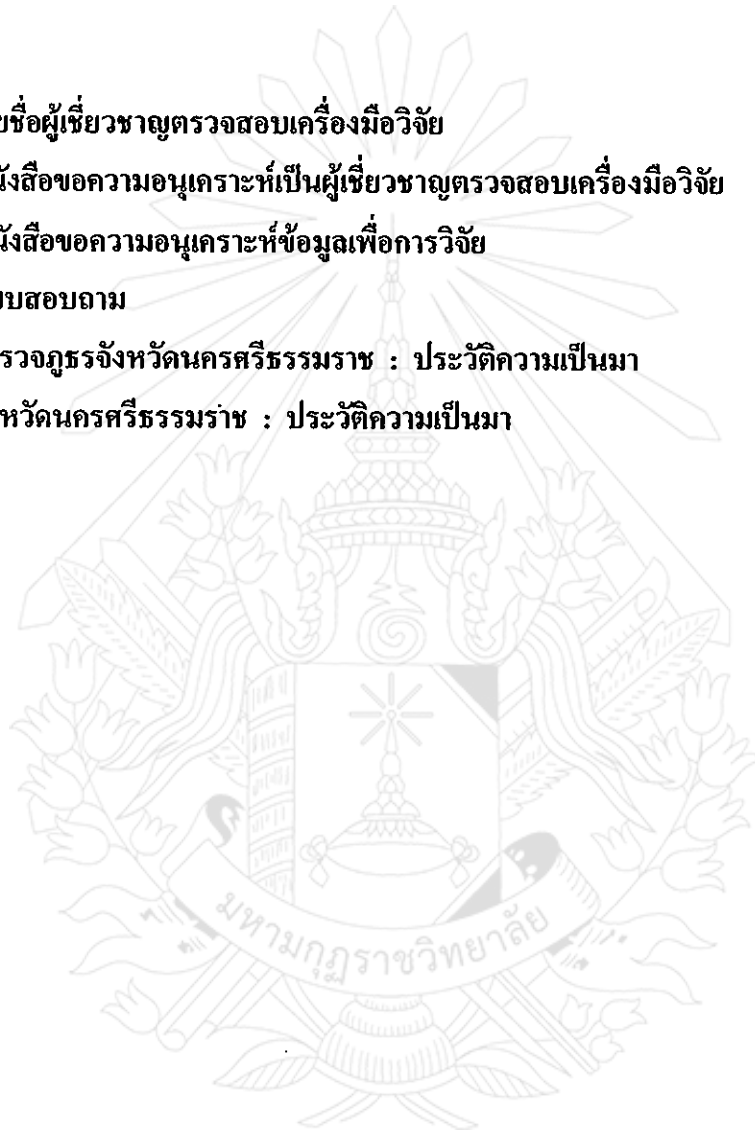 ยชื่อผู้เชี่ยวชาญตรวจสอบเครื่องมือวิจัย
นังสือขอความอนุเคราะห์เป็นผู้เชี่ยวชาญตรวจสอบเครื่องมือวิจัย
นังสือขอความอนุเคราะห์ข้อมูลเพื่อการวิจัย
บบสอบถาม
รวจภูธรจังหวัดนครศรีธรรมราช : ประวัติความเป็นมา
หวัดนครศรีธรรมราช : ประวัติความเป็นมา
มหามกุฏราชวิทยาลัย